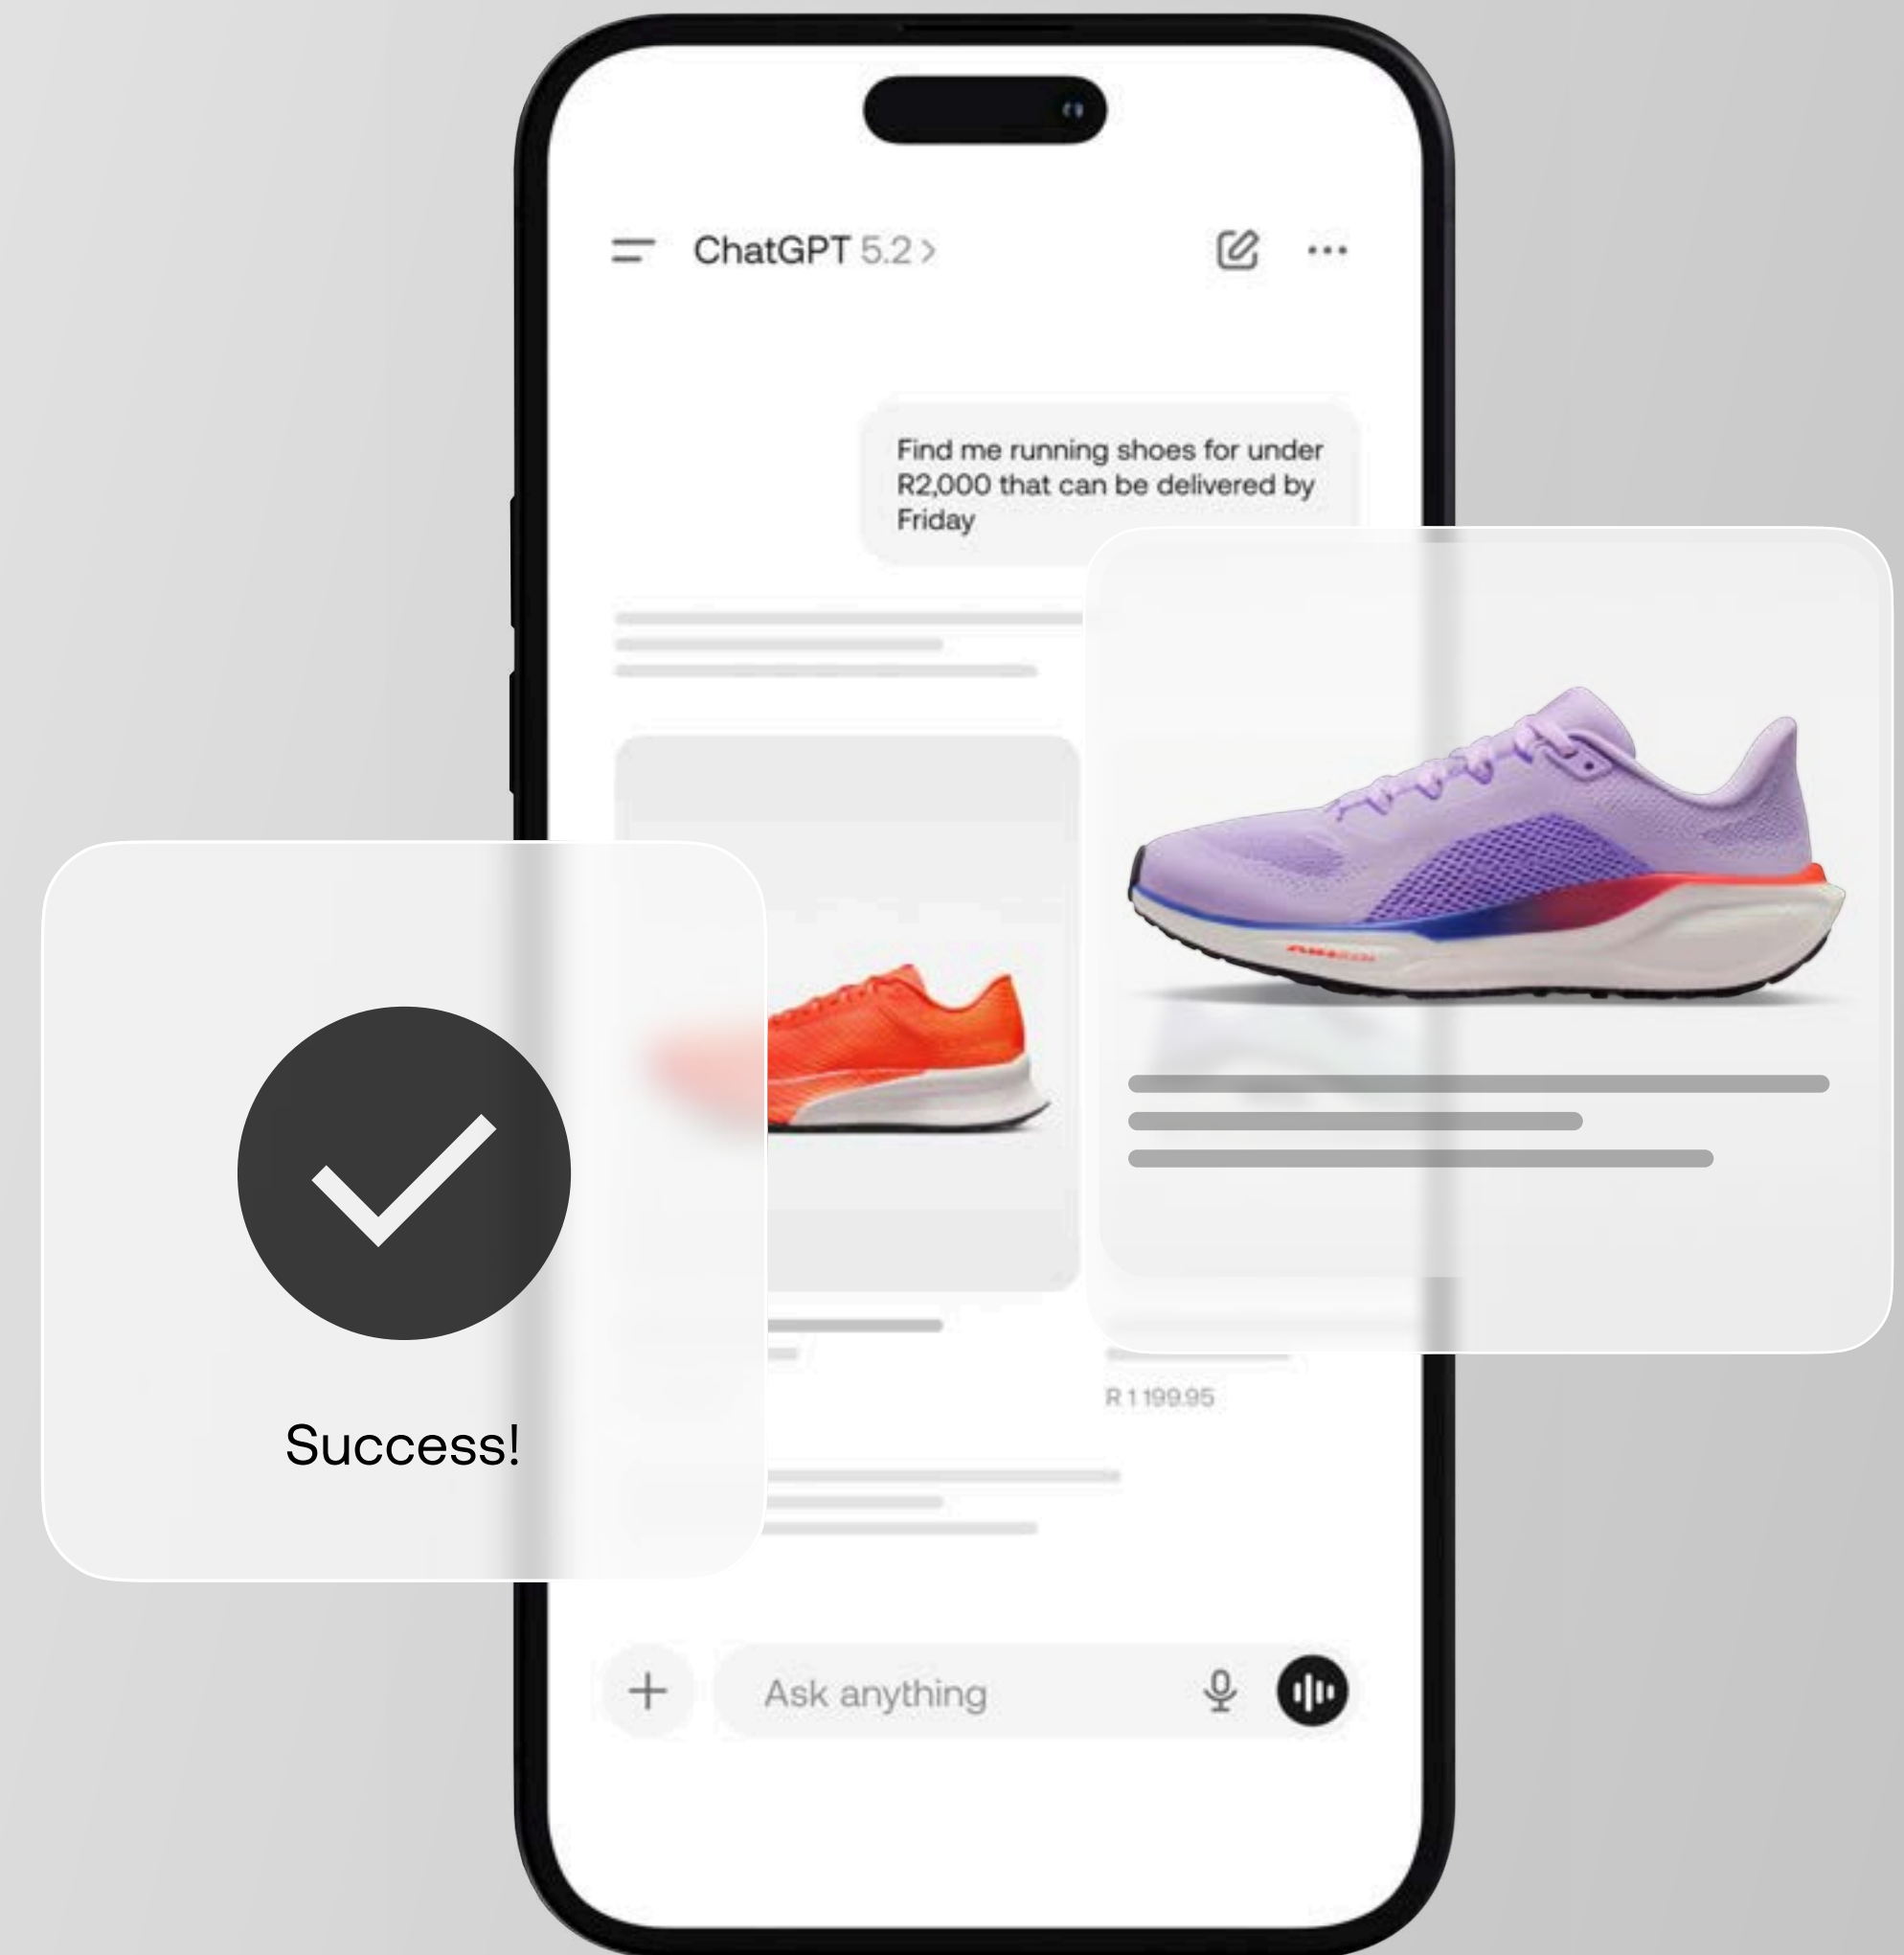 ChatGPT 5.2 >
Find me running shoes for under
R2,000 that can be delivered by
Friday
R 1 199.95
Success!
Ask anything